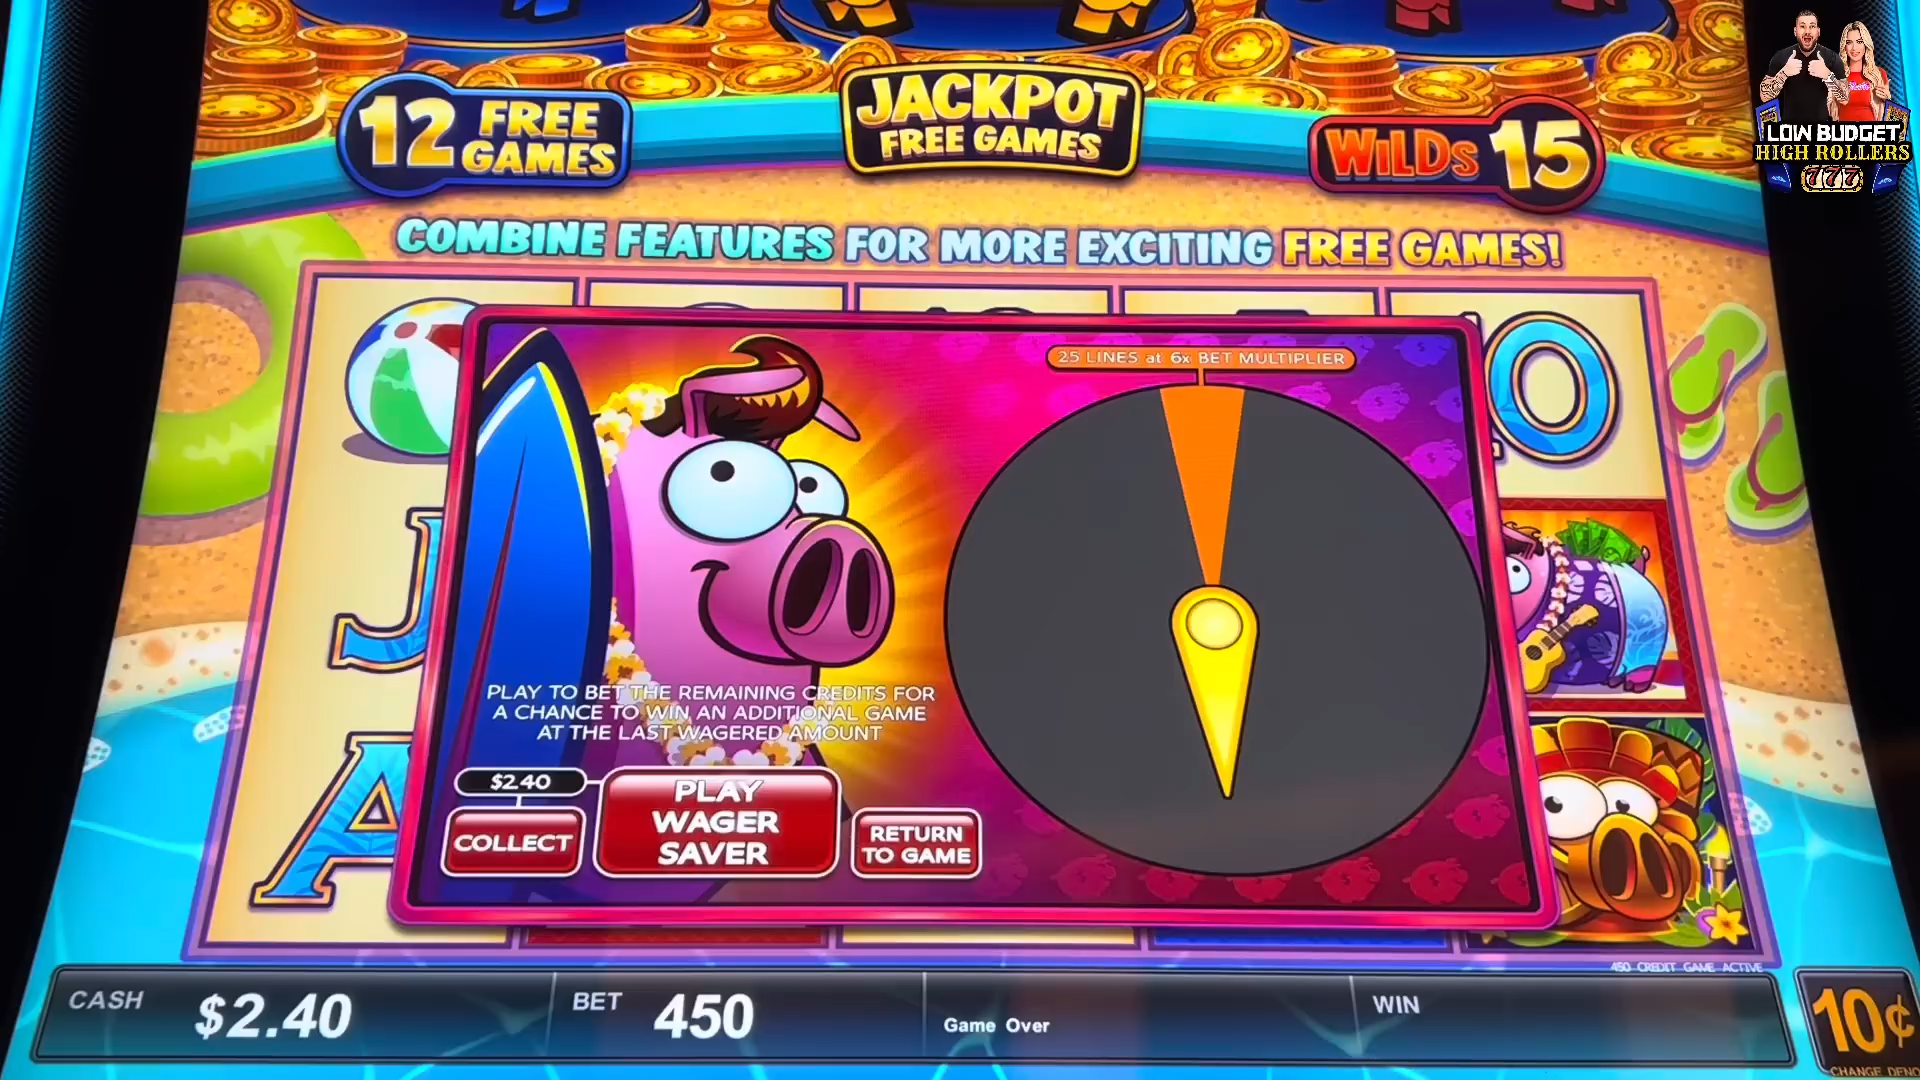 LOW BUDGET
HIGH ROLLERS
777
12 FREE GAMES
JACKPOT
FREE GAMES
WILDS 15
COMBINE FEATURES FOR MORE EXCITING FREE GAMES!
25 LINES at 6x BET MULTIPLIER
10
J
A
PLAY TO BET THE REMAINING CREDITS FOR
A CHANCE TO WIN AN ADDITIONAL GAME
AT THE LAST WAGERED AMOUNT
$2.40
COLLECT
PLAY
WAGER
SAVER
RETURN
TO GAME
450 CREDIT GAME ACTIVE
CASH $2.40
BET 450
Game Over
WIN
10¢
CHANGE DENO